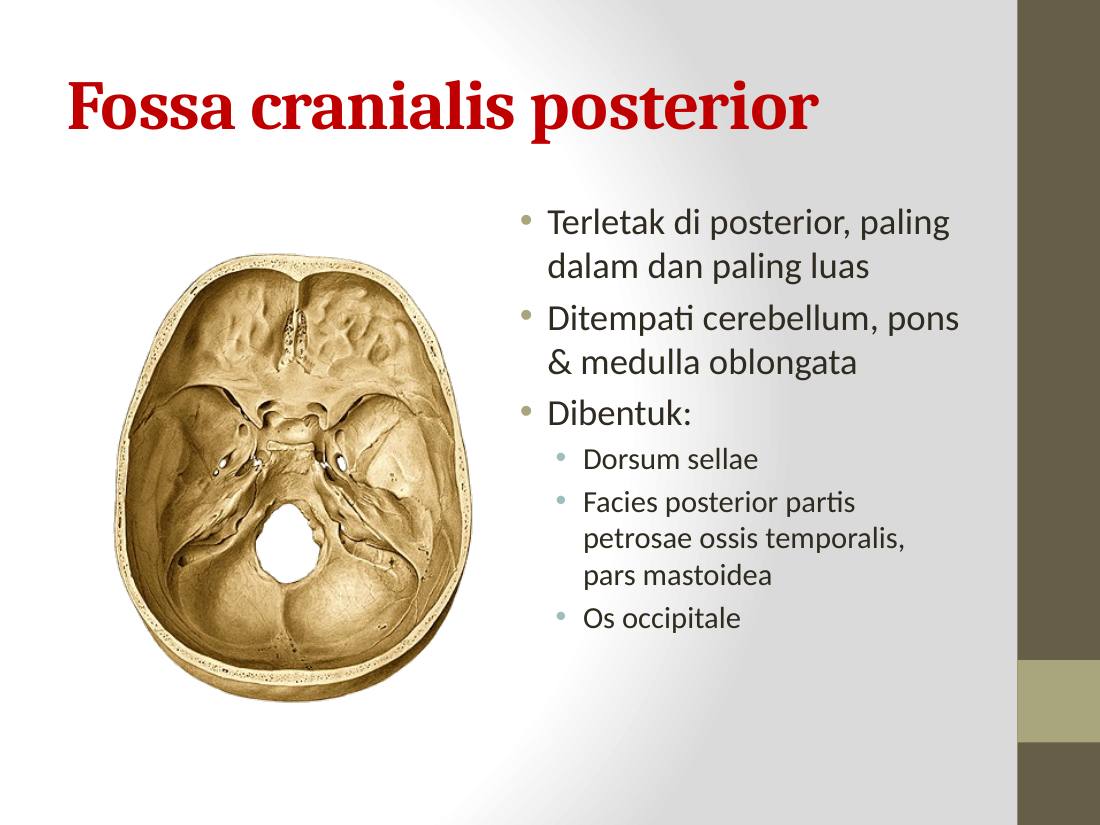 Fossa cranialis posterior
• Terletak di posterior, paling
dalam dan paling luas
• Ditempati cerebellum, pons
& medulla oblongata
• Dibentuk:
• Dorsum sellae
• Facies posterior partis
petrosae ossis temporalis,
pars mastoidea
• Os occipitale